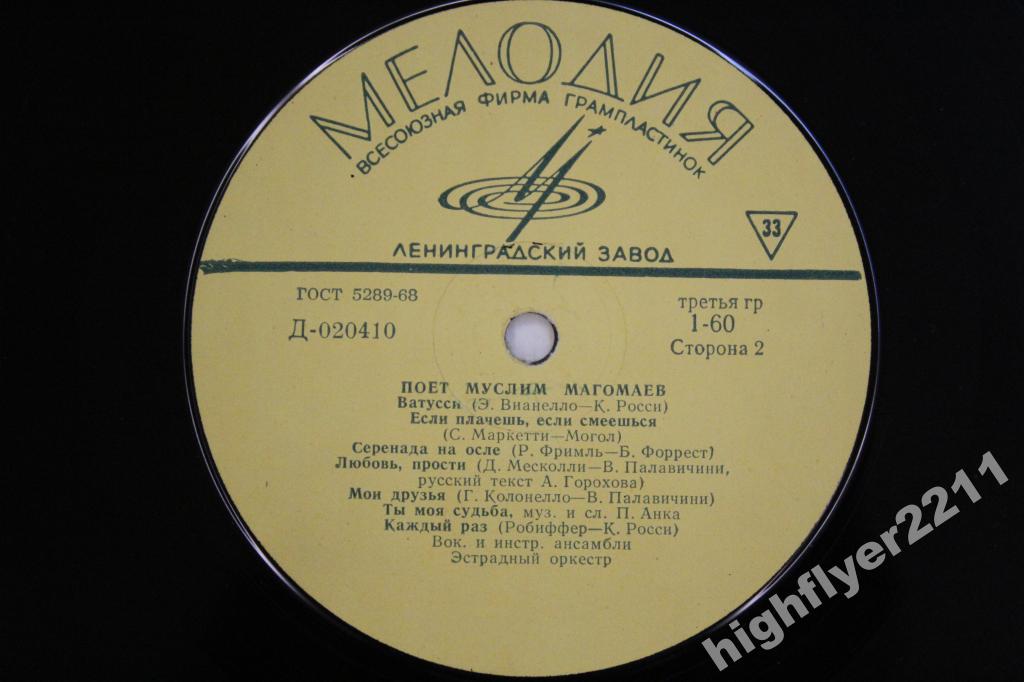 МЕЛОДИЯ
ВСЕСОЮЗНАЯ ФИРМА ГРАМПЛАСТИНОК
33
ЛЕНИНГРАДСКИЙ ЗАВОД
ГОСТ 5289-68
третья гр
Д-020410
1-60
Сторона 2
ПОЕТ МУСЛИМ МАГОМАЕВ
Ватусси (Э. Вианелло—К. Росси)
Если плачешь, если смеешься
(С. Маркетти—Могол)
Серенада на осле (Р. Фримль—Б. Форрест)
Любовь, прости (Д. Месколли—В. Палавичини,
русский текст А. Горохова)
Мои друзья (Г. Колонелло—В. Палавичини)
Ты моя судьба, муз. и сл. П. Анка
Каждый раз (Робиффер—К. Росси)
Вок. и инстр. ансамбли
Эстрадный оркестр
highflyer2211